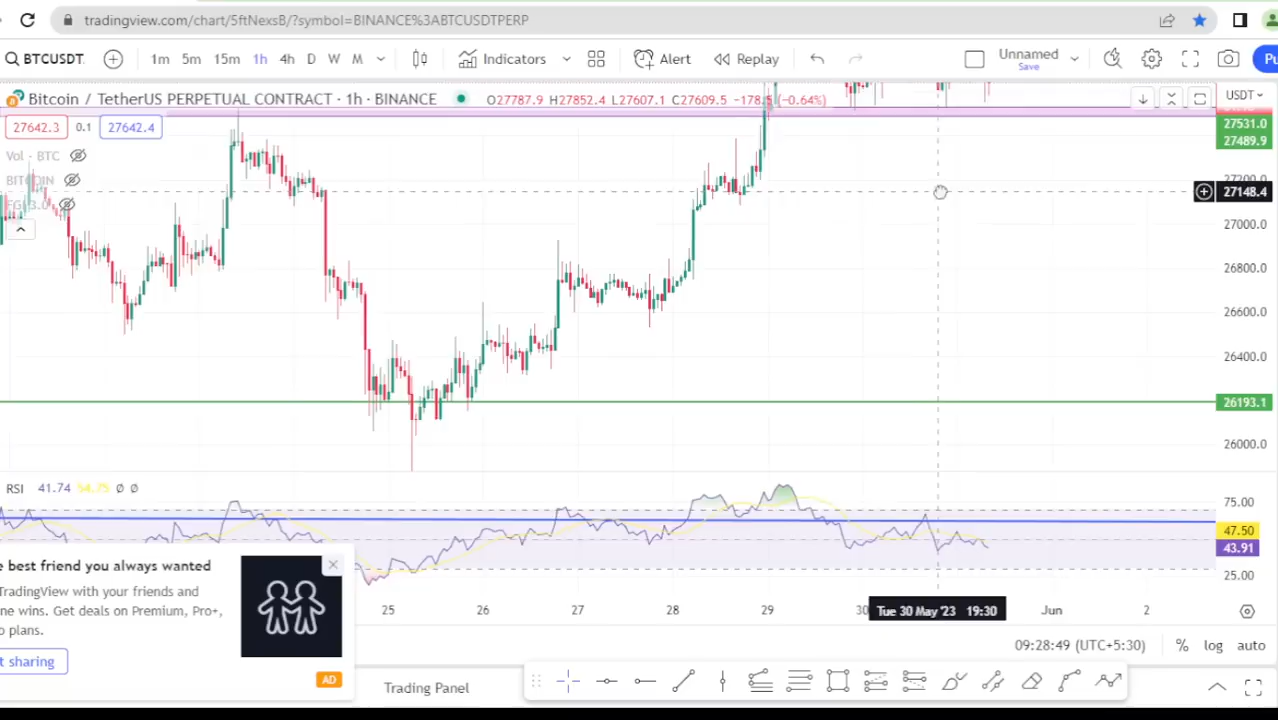 tradingview.com/chart/5ftNexsB/?symbol=BINANCE%3ABTCUSDTPERP
BTCUSDT. 1m 5m 15m 1h 4h D W M Indicators Alert Replay Unnamed Save
Bitcoin / TetherUS PERPETUAL CONTRACT · 1h · BINANCE O27787.9 H27852.4 L27607.1 C27609.5 (−0.64%) USDT
27642.3 0.1 27642.4 27531.0
27489.9
Vol · BTC
BITCOIN 27200.0
27148.4
27000.0
26800.0
26600.0
26400.0
26193.1
26000.0
RSI 41.74 54.75 Ø Ø 75.00
47.50
43.91
best friend you always wanted 25.00
TradingView with your friends and
ne wins. Get deals on Premium, Pro+,
plans.
t sharing
AD
25 26 27 28 29 30 Tue 30 May '23 19:30 Jun 2
09:28:49 (UTC+5:30) % log auto
Trading Panel